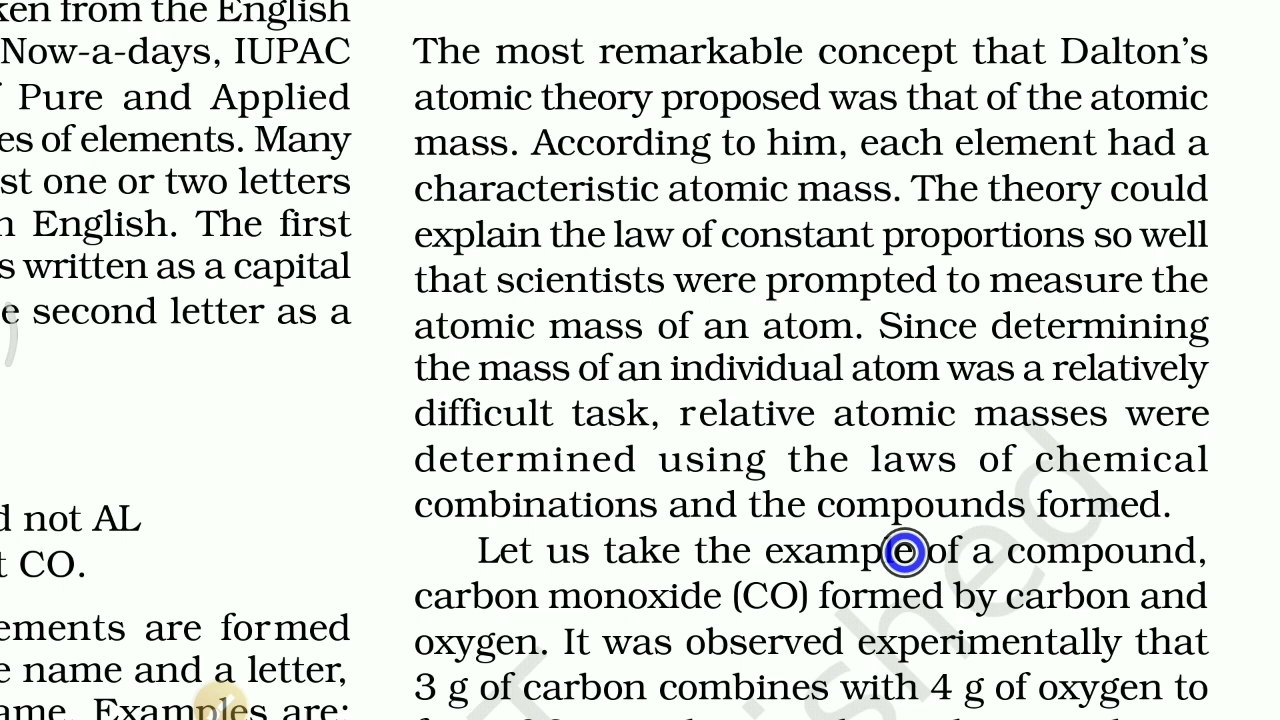 from the English
Now-a-days, IUPAC
Pure and Applied
of elements. Many
one or two letters
English. The first
written as a capital
second letter as a
not AL
CO.
are formed
name and a letter,
Examples are:
The most remarkable concept that Dalton's
atomic theory proposed was that of the atomic
mass. According to him, each element had a
characteristic atomic mass. The theory could
explain the law of constant proportions so well
that scientists were prompted to measure the
atomic mass of an atom. Since determining
the mass of an individual atom was a relatively
difficult task, relative atomic masses were
determined using the laws of chemical
combinations and the compounds formed.
Let us take the example of a compound,
carbon monoxide (CO) formed by carbon and
oxygen. It was observed experimentally that
3 g of carbon combines with 4 g of oxygen to